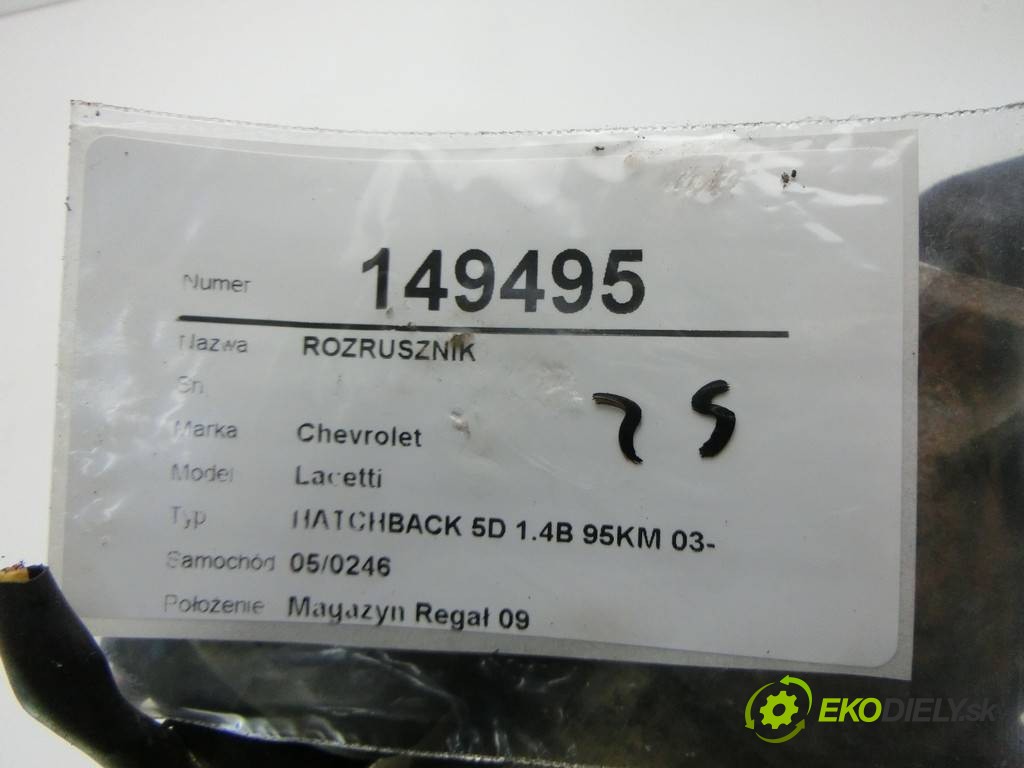 Numer 149495
Nazwa ROZRUSZNIK
Sn
Marka Chevrolet
Model Lacetti
Typ HATCHBACK 5D 1.4B 95KM 03-
Samochód 05/0246
Położenie Magazyn Regał 09
75
EKODIELY.sk